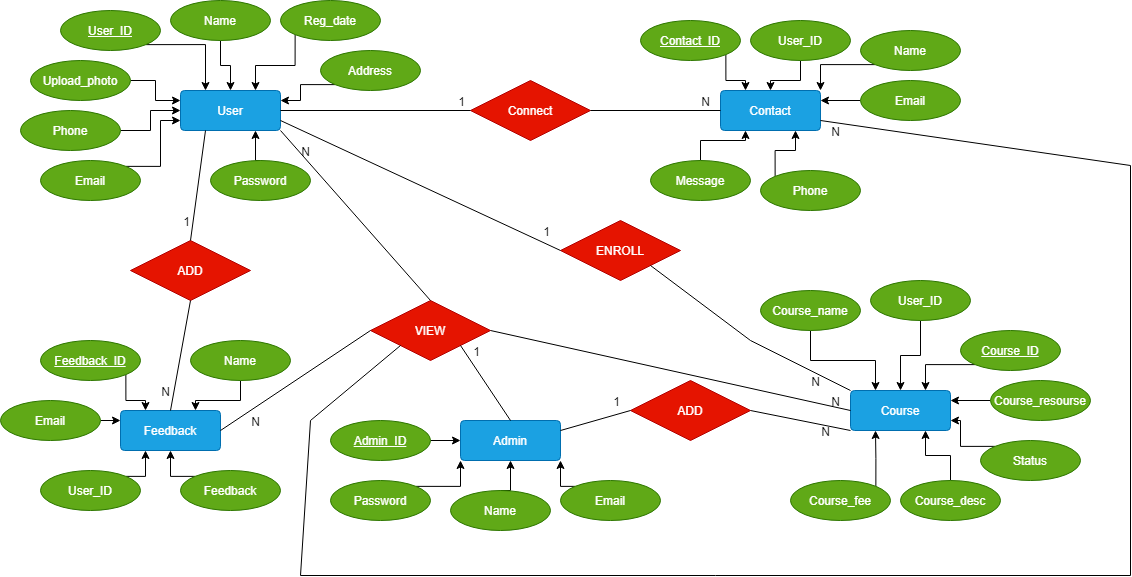 User_ID
Name
Reg_date
Address
Upload_photo
Phone
Email
Password
User
1
Connect
N
Contact_ID
User_ID
Name
Email
Contact
N
Message
Phone
N
1
ADD
1
ENROLL
VIEW
1
Feedback_ID
Name
Email
N
Feedback
N
User_ID
Feedback
Course_name
User_ID
Course_ID
Course_resourse
Status
N
N
Course
N
Course_fee
Course_desc
1
ADD
Admin_ID
Admin
Password
Name
Email